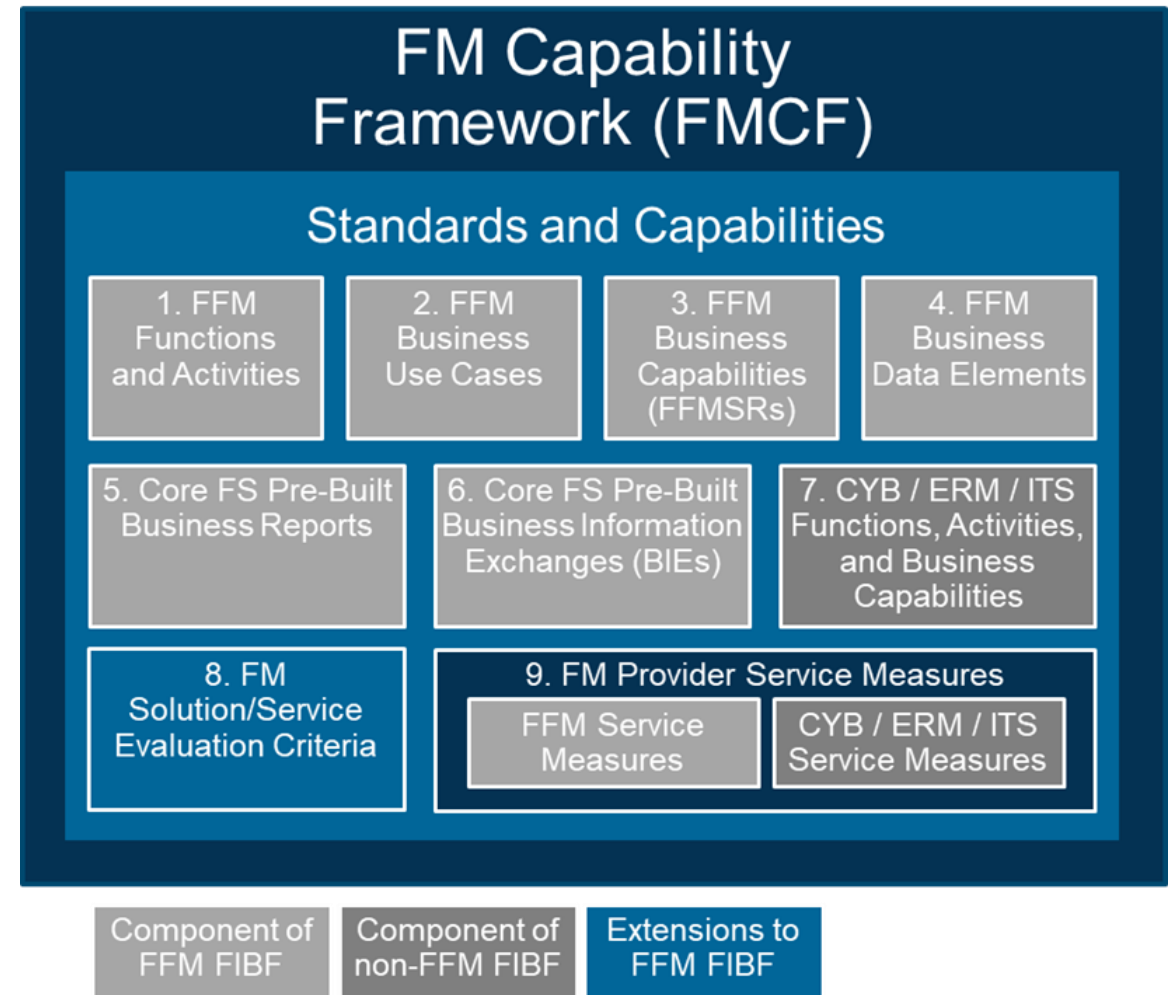 FM Capability
Framework (FMCF)
Standards and Capabilities
1. FFM
Functions
and Activities
2. FFM
Business
Use Cases
3. FFM
Business
Capabilities
(FFMSRs)
4. FFM
Business
Data Elements
5. Core FS Pre-Built
Business Reports
6. Core FS Pre-Built
Business Information
Exchanges (BIEs)
7. CYB / ERM / ITS
Functions, Activities,
and Business
Capabilities
8. FM
Solution/Service
Evaluation Criteria
9. FM Provider Service Measures
FFM Service
Measures
CYB / ERM / ITS
Service Measures
Component of
FFM FIBF
Component of
non-FFM FIBF
Extensions to
FFM FIBF